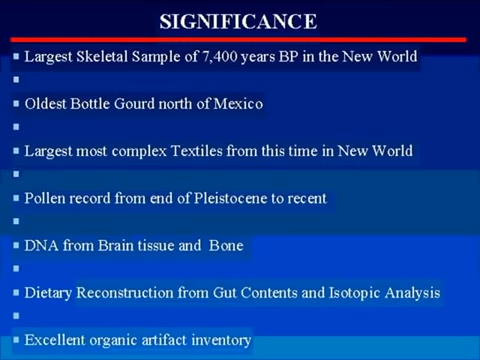 SIGNIFICANCE
Largest Skeletal Sample of 7,400 years BP in the New World
Oldest Bottle Gourd north of Mexico
Largest most complex Textiles from this time in New World
Pollen record from end of Pleistocene to recent
DNA from Brain tissue and Bone
Dietary Reconstruction from Gut Contents and Isotopic Analysis
Excellent organic artifact inventory